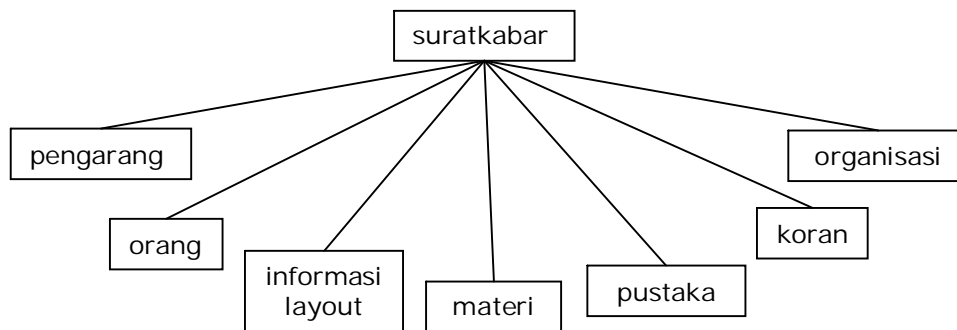 suratkabar
pengarang
organisasi
orang
koran
informasi
layout
materi
pustaka